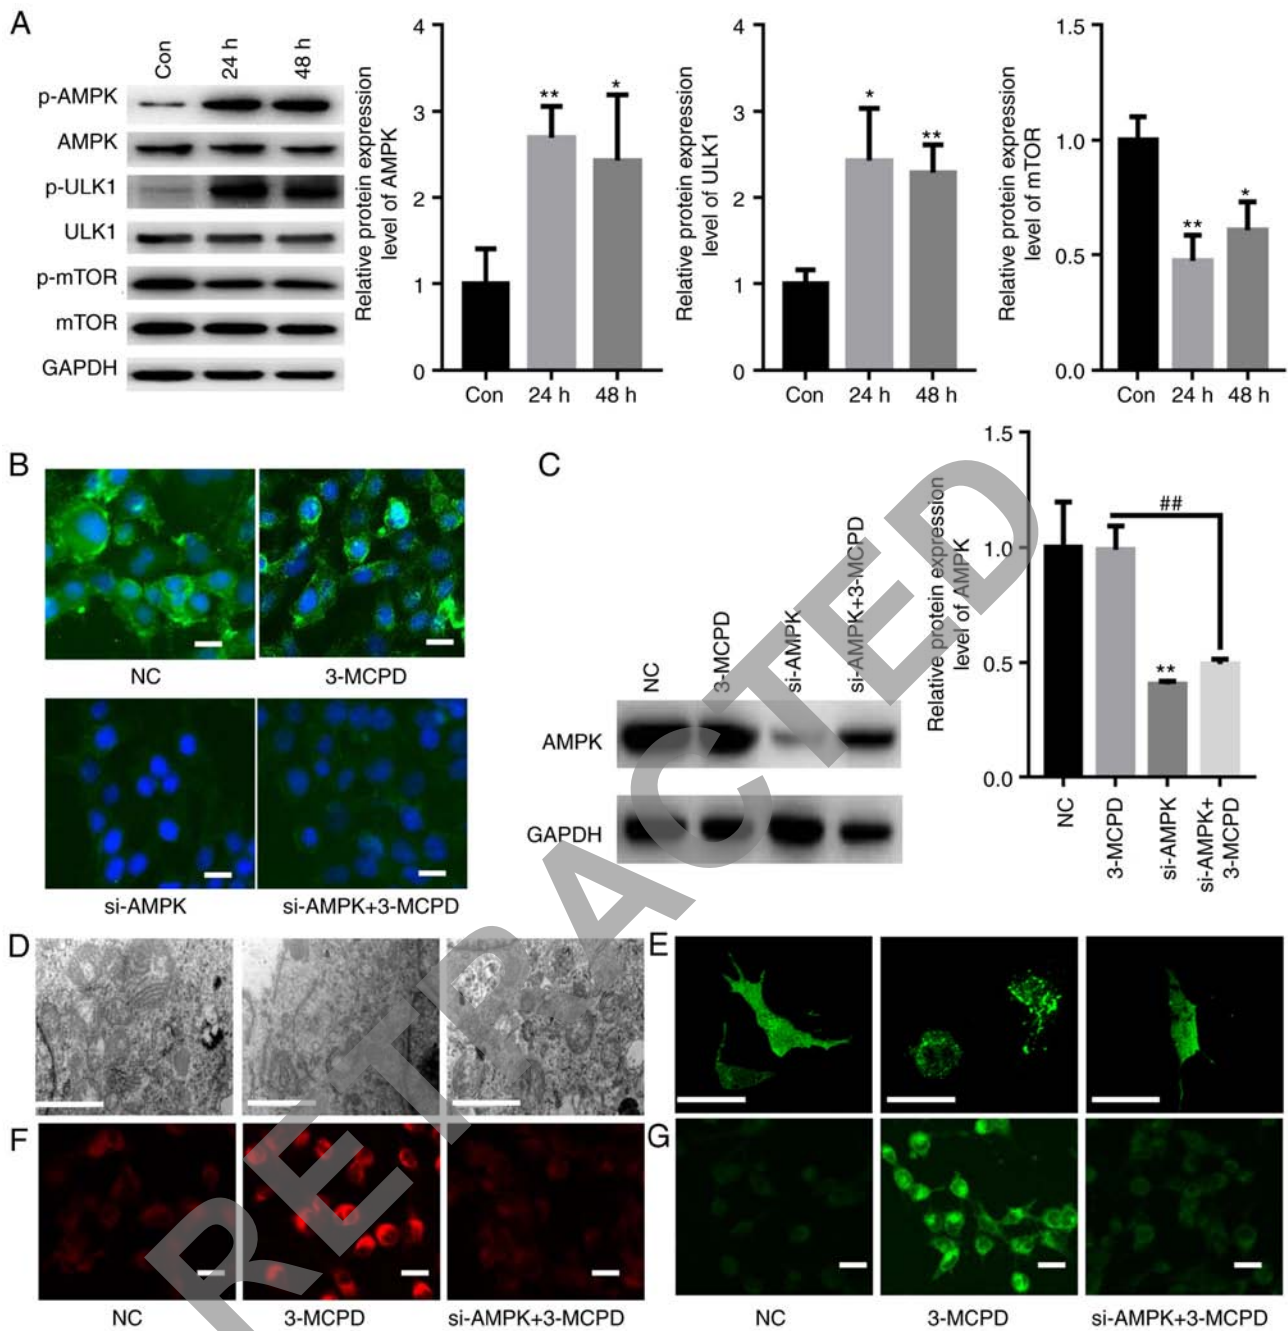 A
Con
24 h
48 h
p-AMPK
AMPK
p-ULK1
ULK1
p-mTOR
mTOR
GAPDH
Relative protein expression
level of AMPK
4
3
2
1
0
**
*
Con 24 h 48 h
Relative protein expression
level of ULK1
4
3
2
1
0
*
**
Con 24 h 48 h
Relative protein expression
level of mTOR
1.5
1.0
0.5
0.0
**
*
Con 24 h 48 h
B
NC
3-MCPD
si-AMPK
si-AMPK+3-MCPD
C
NC
3-MCPD
si-AMPK
si-AMPK+3-MCPD
AMPK
GAPDH
Relative protein expression
level of AMPK
1.5
1.0
0.5
0.0
##
**
NC
3-MCPD
si-AMPK
si-AMPK+
3-MCPD
D
E
F
NC
3-MCPD
si-AMPK+3-MCPD
G
NC
3-MCPD
si-AMPK+3-MCPD
RETRACTED